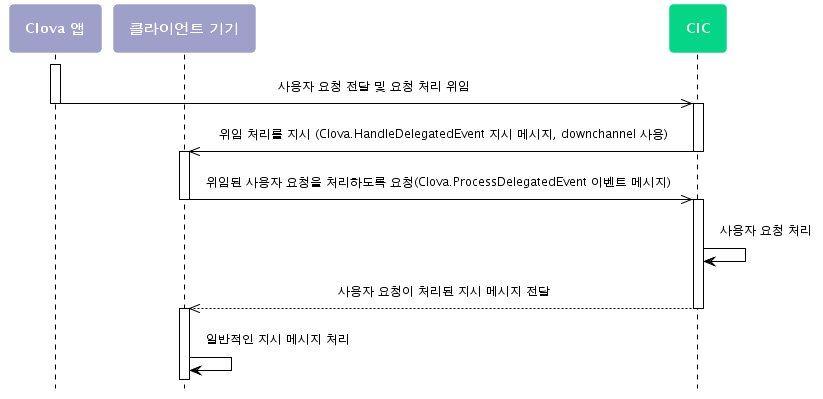 Clova 앱
클라이언트 기기
CIC
사용자 요청 전달 및 요청 처리 위임
위임 처리를 지시 (Clova.HandleDelegatedEvent 지시 메시지, downchannel 사용)
위임된 사용자 요청을 처리하도록 요청(Clova.ProcessDelegatedEvent 이벤트 메시지)
사용자 요청 처리
사용자 요청이 처리된 지시 메시지 전달
일반적인 지시 메시지 처리